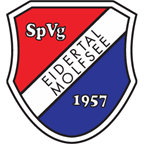 SpVg
EIDERTAL
MOLFSEE
1957